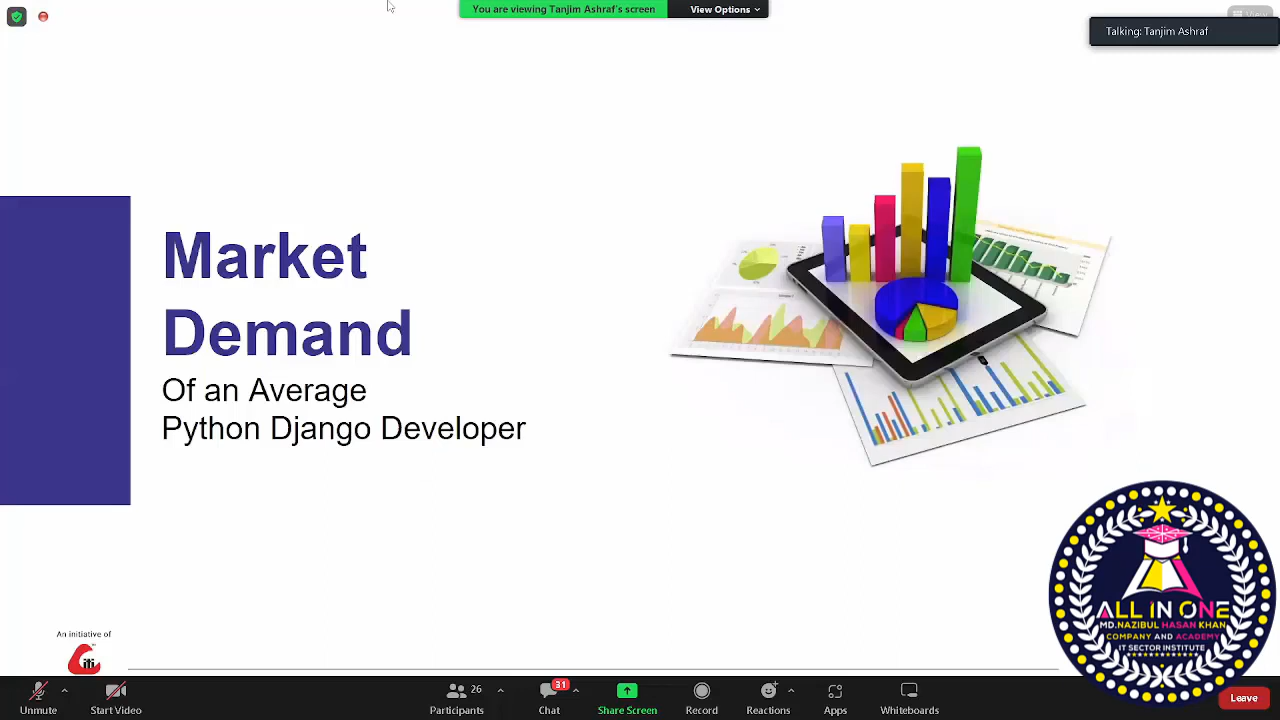 You are viewing Tanjim Ashraf's screen
View Options
View
Talking: Tanjim Ashraf
Market
Demand
Of an Average
Python Django Developer
An initiative of
iti
ALL IN ONE
MD.NAZIBUL HASAN KHAN
COMPANY AND ACADEMY
IT SECTOR INSTITUTE
Unmute
Start Video
26
Participants
31
Chat
Share Screen
Record
Reactions
Apps
Whiteboards
Leave